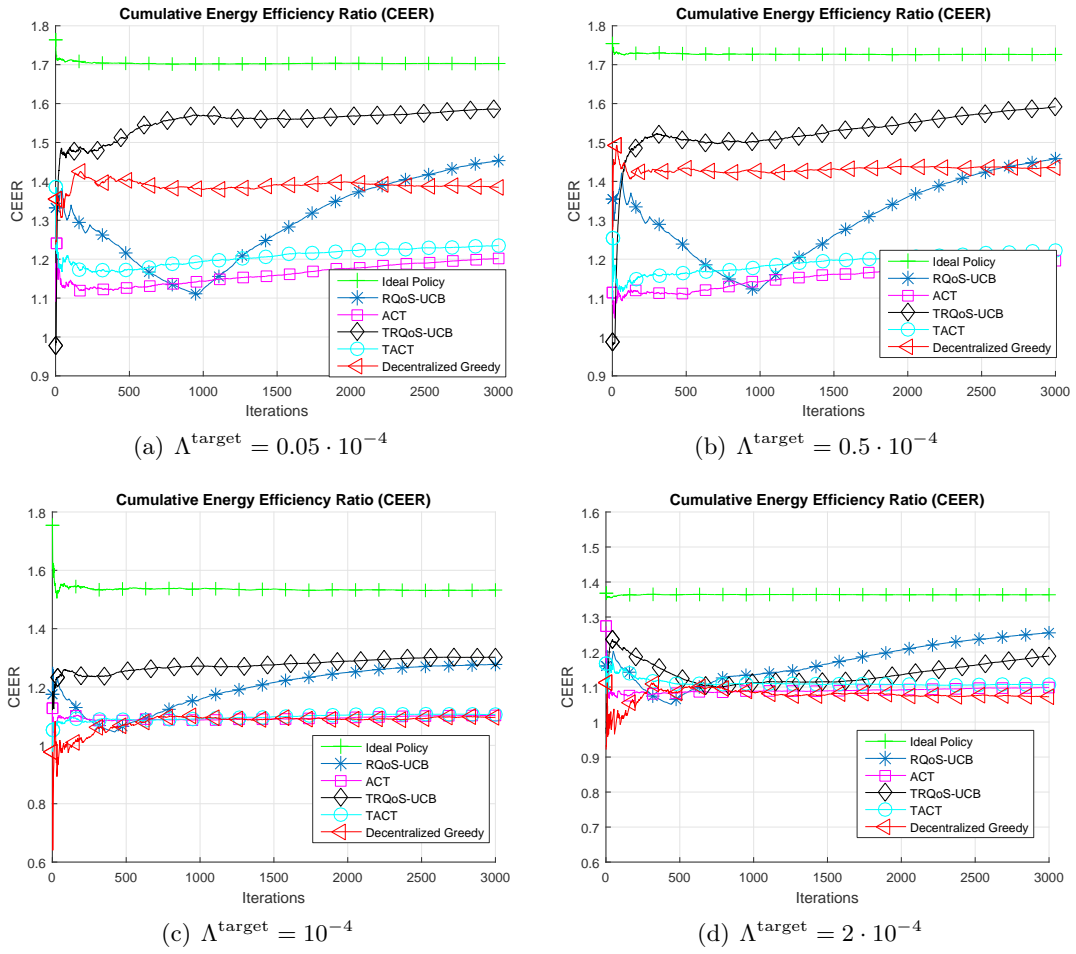 Cumulative Energy Efficiency Ratio (CEER)
1.8
1.7
1.6
1.5
1.4
1.3
1.2
1.1
1
0.9
CEER
0 500 1000 1500 2000 2500 3000
Iterations
Ideal Policy
RQoS-UCB
ACT
TRQoS-UCB
TACT
Decentralized Greedy
(a) Λ^target = 0.05 · 10^−4
Cumulative Energy Efficiency Ratio (CEER)
1.8
1.7
1.6
1.5
1.4
1.3
1.2
1.1
1
0.9
CEER
0 500 1000 1500 2000 2500 3000
Iterations
Ideal Policy
RQoS-UCB
ACT
TRQoS-UCB
TACT
Decentralized Greedy
(b) Λ^target = 0.5 · 10^−4
Cumulative Energy Efficiency Ratio (CEER)
1.8
1.6
1.4
1.2
1
0.8
0.6
CEER
0 500 1000 1500 2000 2500 3000
Iterations
Ideal Policy
RQoS-UCB
ACT
TRQoS-UCB
TACT
Decentralized Greedy
(c) Λ^target = 10^−4
Cumulative Energy Efficiency Ratio (CEER)
1.6
1.5
1.4
1.3
1.2
1.1
1
0.9
0.8
0.7
0.6
CEER
0 500 1000 1500 2000 2500 3000
Iterations
Ideal Policy
RQoS-UCB
ACT
TRQoS-UCB
TACT
Decentralized Greedy
(d) Λ^target = 2 · 10^−4